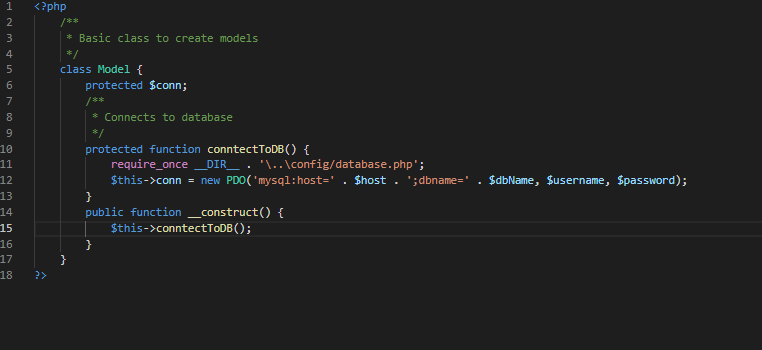 1 <?php
2 /**
3 * Basic class to create models
4 */
5 class Model {
6 protected $conn;
7 /**
8 * Connects to database
9 */
10 protected function conntectToDB() {
11 require_once __DIR__ . '\..\config/database.php';
12 $this->conn = new PDO('mysql:host=' . $host . ';dbname=' . $dbName, $username, $password);
13 }
14 public function __construct() {
15 $this->conntectToDB();
16 }
17 }
18 ?>